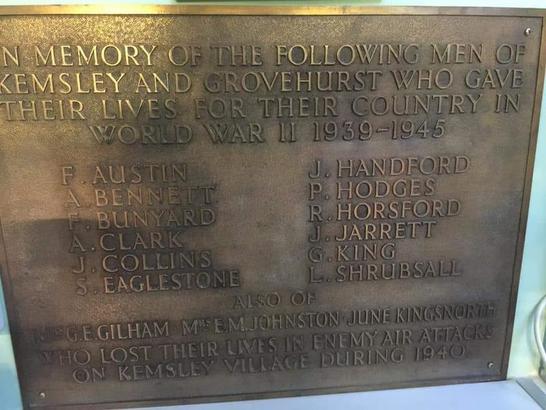 IN MEMORY OF THE FOLLOWING MEN OF
KEMSLEY AND GROVEHURST WHO GAVE
THEIR LIVES FOR THEIR COUNTRY IN
WORLD WAR II 1939-1945
F. AUSTIN J. HANDFORD
A. BENNETT P. HODGES
F. BUNYARD R. HORSFORD
A. CLARK J. JARRETT
J. COLLINS G. KING
S. EAGLESTONE L. SHRUBSALL
ALSO OF
G.E. GILHAM MRS E.M. JOHNSTON JUNE KINGSNORTH
WHO LOST THEIR LIVES IN ENEMY AIR ATTACKS
ON KEMSLEY VILLAGE DURING 1940